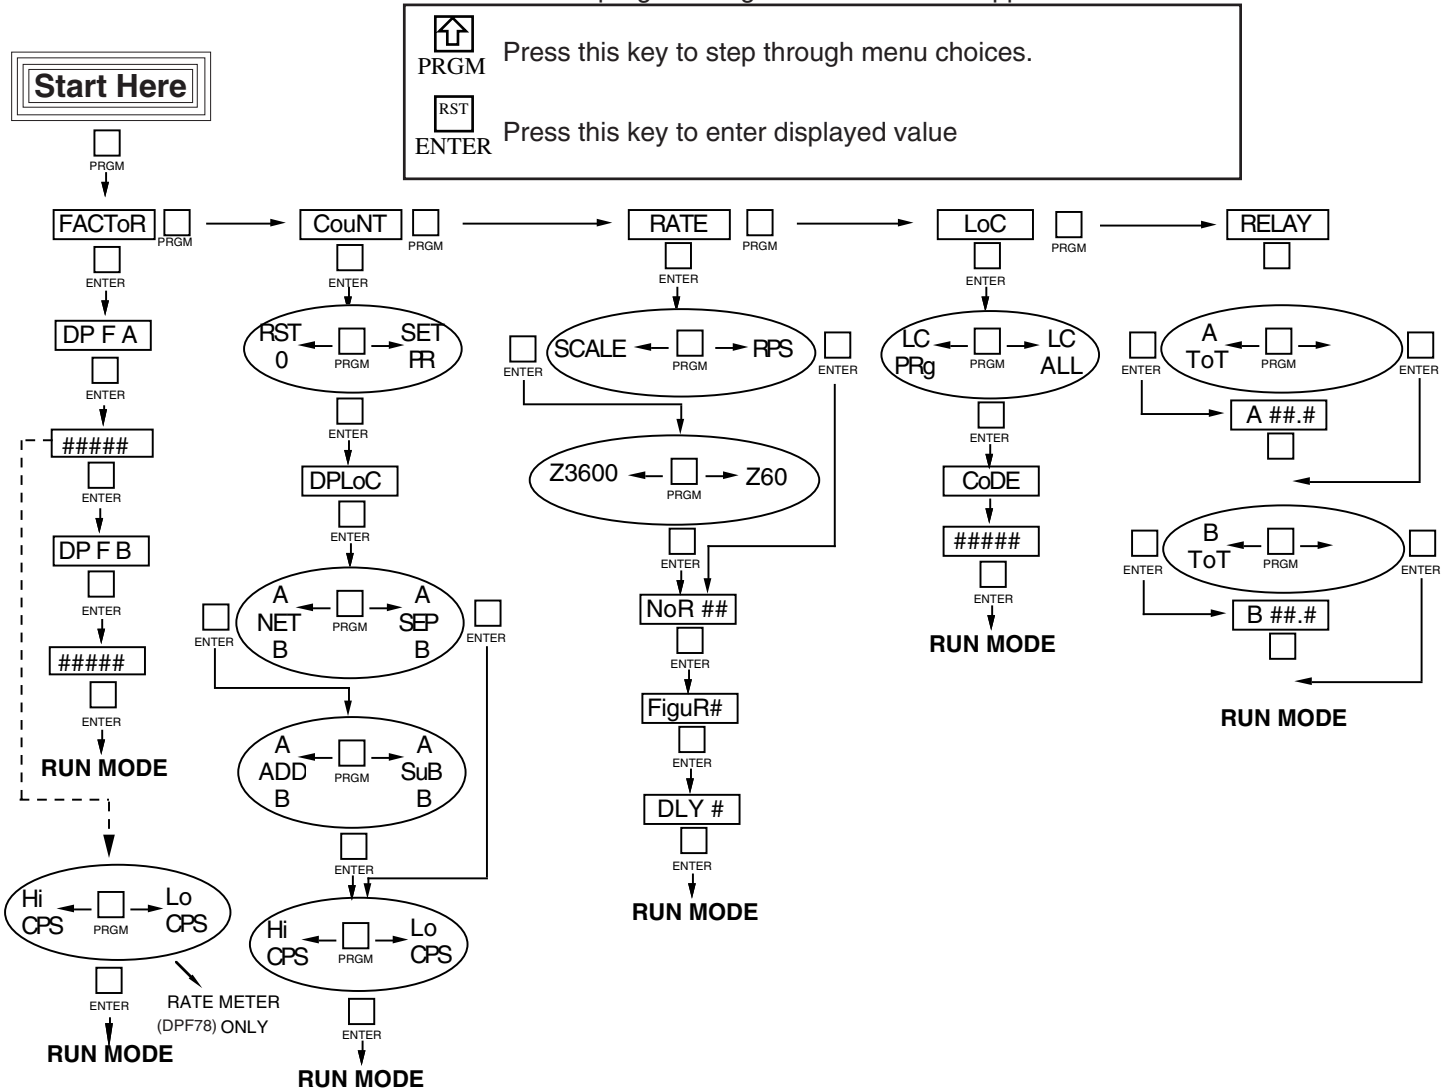 PRGM
Press this key to step through menu choices.
RST
ENTER
Press this key to enter displayed value
Start Here
PRGM
FACToR
PRGM
CouNT
PRGM
RATE
PRGM
LoC
PRGM
RELAY
ENTER
DP F A
ENTER
#####
ENTER
DP F B
ENTER
#####
ENTER
RUN MODE
Hi
CPS
PRGM
Lo
CPS
ENTER
RATE METER
(DPF78) ONLY
RUN MODE
ENTER
RST
0
PRGM
SET
PR
ENTER
DPLoC
ENTER
ENTER
A
NET
B
PRGM
A
SEP
B
ENTER
A
ADD
B
PRGM
A
SuB
B
ENTER
Hi
CPS
PRGM
Lo
CPS
ENTER
RUN MODE
ENTER
ENTER
SCALE
PRGM
RPS
ENTER
Z3600
PRGM
Z60
ENTER
NoR ##
ENTER
FiguR#
ENTER
DLY #
ENTER
RUN MODE
ENTER
LC
PRg
PRGM
LC
ALL
ENTER
CoDE
#####
ENTER
RUN MODE
ENTER
A
ToT
PRGM
ENTER
A ##.#
ENTER
B
ToT
PRGM
ENTER
B ##.#
RUN MODE